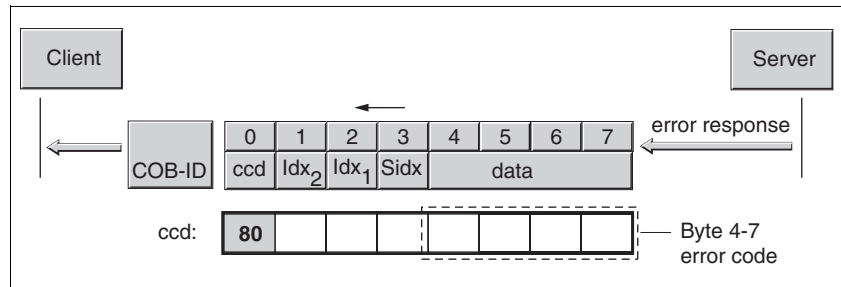 Client
Server
0 1 2 3 4 5 6 7
error response
COB-ID
ccd Idx2 Idx1 Sidx data
ccd:
80
Byte 4-7
error code